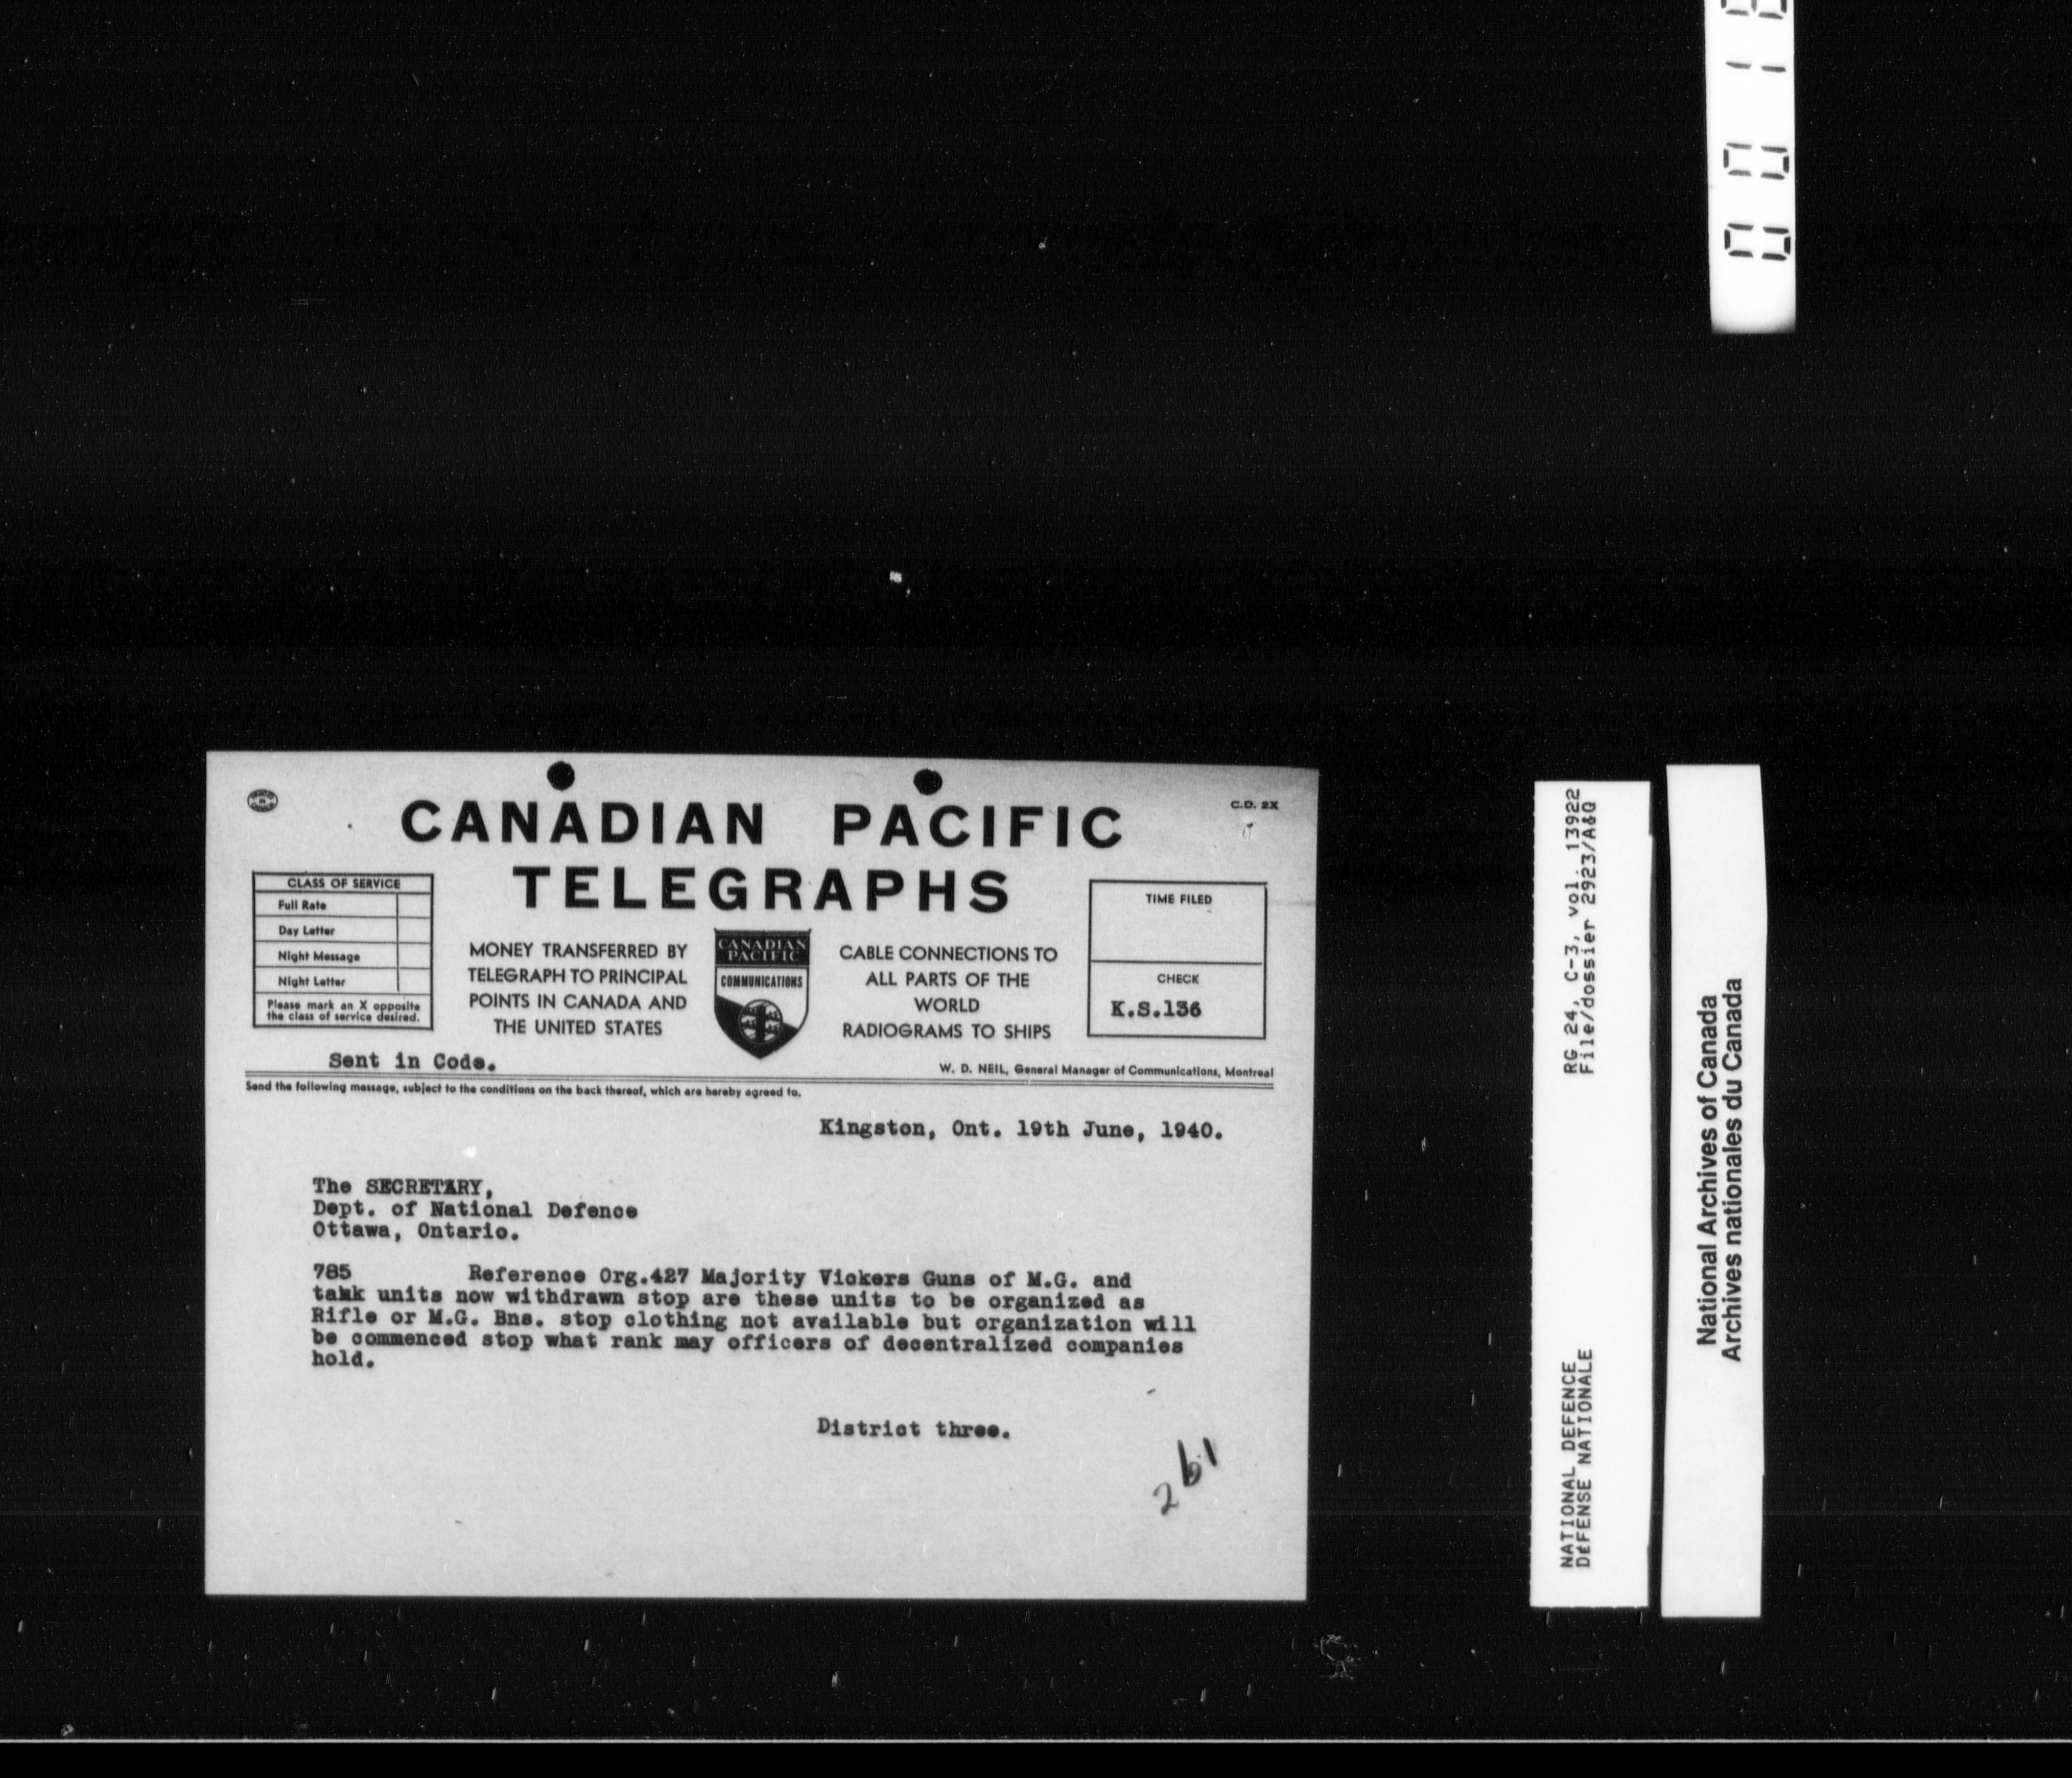 C.D. 2X
CANADIAN PACIFIC
TELEGRAPHS
CLASS OF SERVICE
Full Rate
Day Letter
Night Message
Night Letter
Please mark an X opposite
the class of service desired.
MONEY TRANSFERRED BY
TELEGRAPH TO PRINCIPAL
POINTS IN CANADA AND
THE UNITED STATES
CANADIAN
PACIFIC
COMMUNICATIONS
CABLE CONNECTIONS TO
ALL PARTS OF THE
WORLD
RADIOGRAMS TO SHIPS
TIME FILED
CHECK
K.S.136
Sent in Code.
W. D. NEIL, General Manager of Communications, Montreal
Send the following message, subject to the conditions on the back thereof, which are hereby agreed to.
Kingston, Ont. 19th June, 1940.
The SECRETARY,
Dept. of National Defence
Ottawa, Ontario.
785 Reference Org.427 Majority Vickers Guns of M.G. and
tank units now withdrawn stop are these units to be organized as
Rifle or M.G. Bns. stop clothing not available but organization will
be commenced stop what rank may officers of decentralized companies
hold.
District three.
261
NATIONAL DEFENCE RG 24, C-3, vol. 13922
DÉFENSE NATIONALE File/dossier 2923/A&Q
National Archives of Canada
Archives nationales du Canada